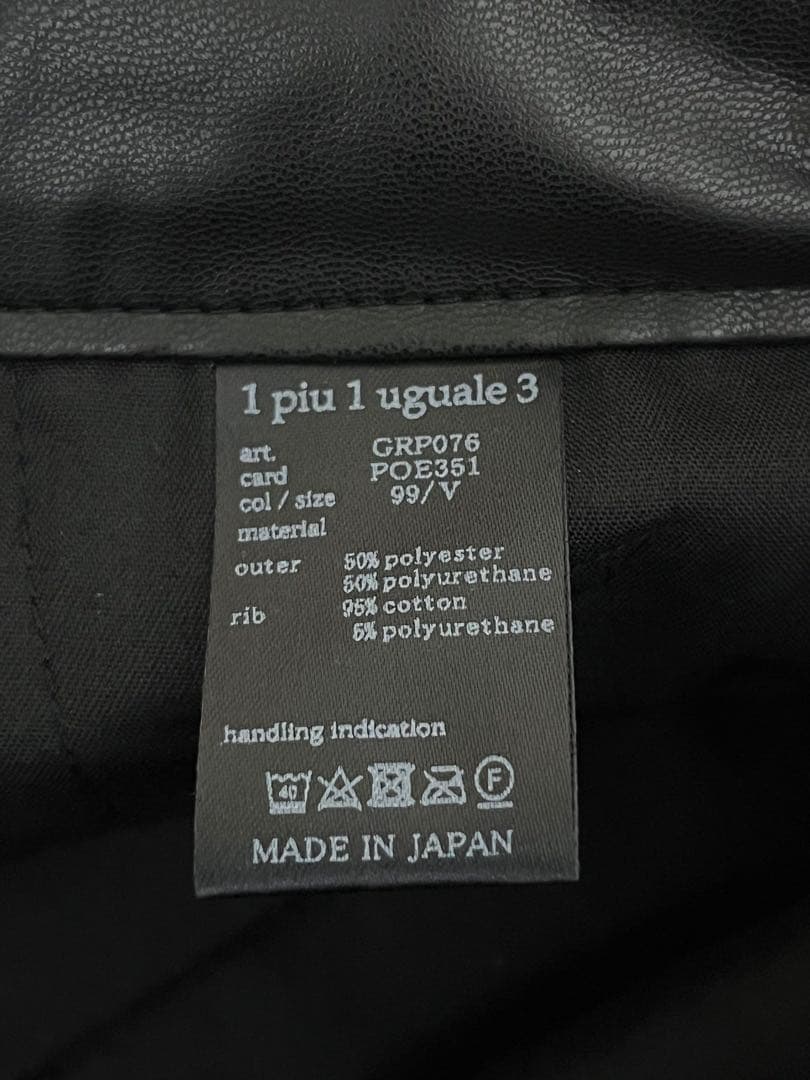 1 piu 1 uguale 3
art. GRP076
card POE351
col / size 99/V
material
outer 50% polyester
50% polyurethane
rib 95% cotton
5% polyurethane
handling indication
40 F
MADE IN JAPAN